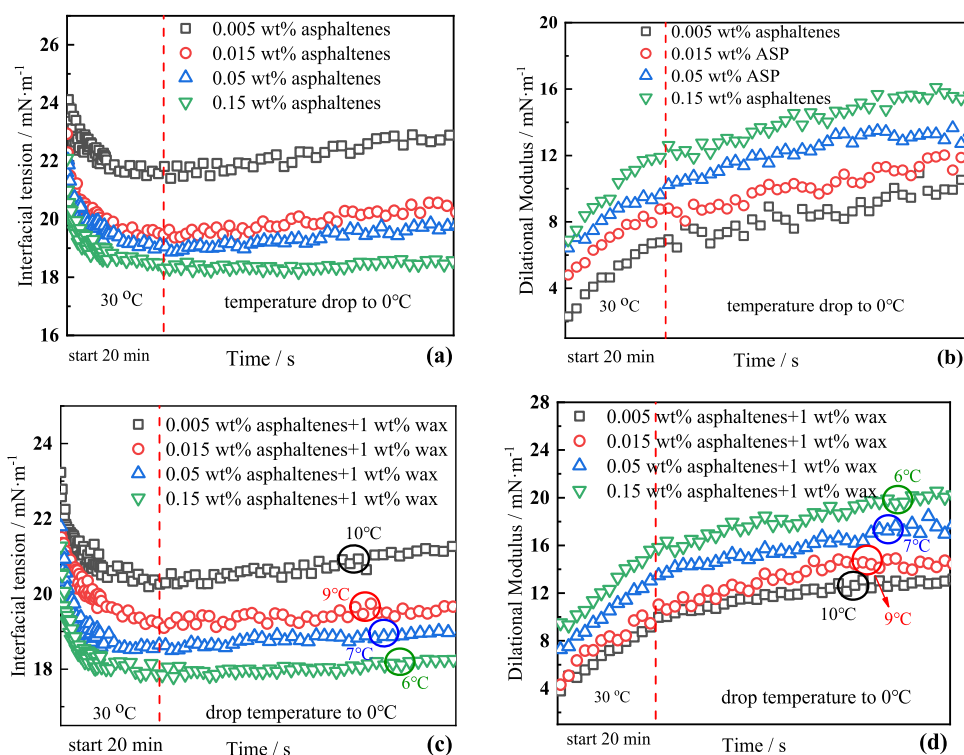 26
24
22
20
18
16
Interfacial tension / mN·m-1
0.005 wt% asphaltenes
0.015 wt% asphaltenes
0.05 wt% asphaltenes
0.15 wt% asphaltenes
30 °C
temperature drop to 0°C
start 20 min
Time / s
(a)
20
16
12
8
4
Dilational Modulus / mN·m-1
0.005 wt% asphaltenes
0.015 wt% ASP
0.05 wt% ASP
0.15 wt% asphaltenes
30 °C
temperature drop to 0°C
start 20 min
Time / s
(b)
24
22
20
18
Interfacial tension / mN·m-1
0.005 wt% asphaltenes+1 wt% wax
0.015 wt% asphaltenes+1 wt% wax
0.05 wt% asphaltenes+1 wt% wax
0.15 wt% asphaltenes+1 wt% wax
10°C
9°C
7°C
6°C
30 °C
drop temperature to 0°C
start 20 min
Time / s
(c)
28
24
20
16
12
8
4
Dilational Modulus / mN·m-1
0.005 wt% asphaltenes+1 wt% wax
0.015 wt% asphaltenes+1 wt% wax
0.05 wt% asphaltenes+1 wt% wax
0.15 wt% asphaltenes+1 wt% wax
6°C
7°C
10°C
9°C
30 °C
drop temperature to 0°C
start 20 min
Time / s
(d)